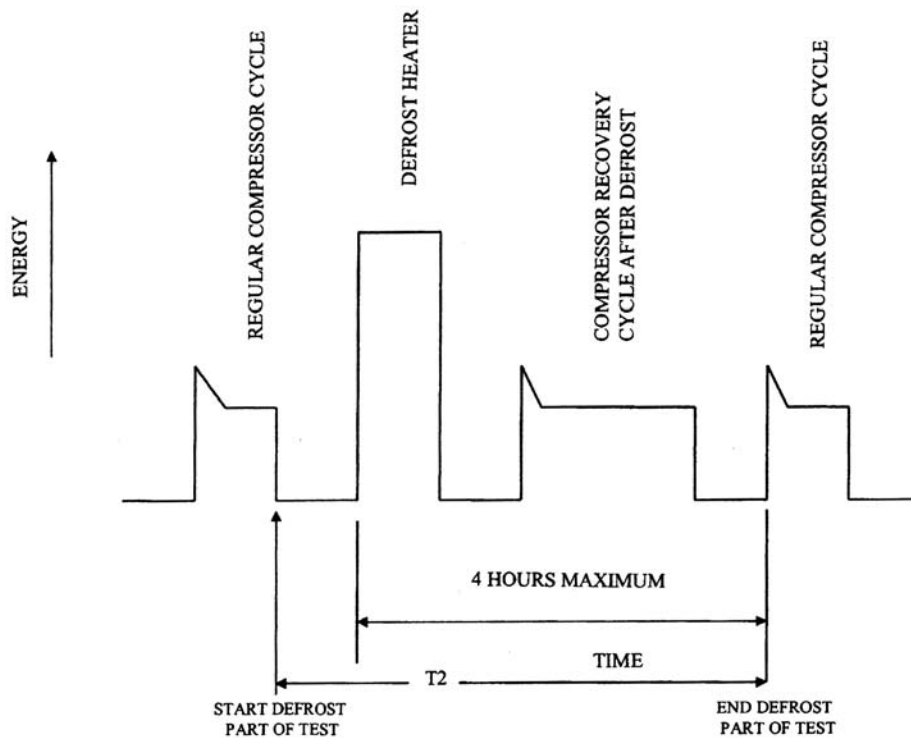 ENERGY
REGULAR COMPRESSOR CYCLE
DEFROST HEATER
COMPRESSOR RECOVERY
CYCLE AFTER DEFROST
REGULAR COMPRESSOR CYCLE
4 HOURS MAXIMUM
TIME
T2
START DEFROST
PART OF TEST
END DEFROST
PART OF TEST